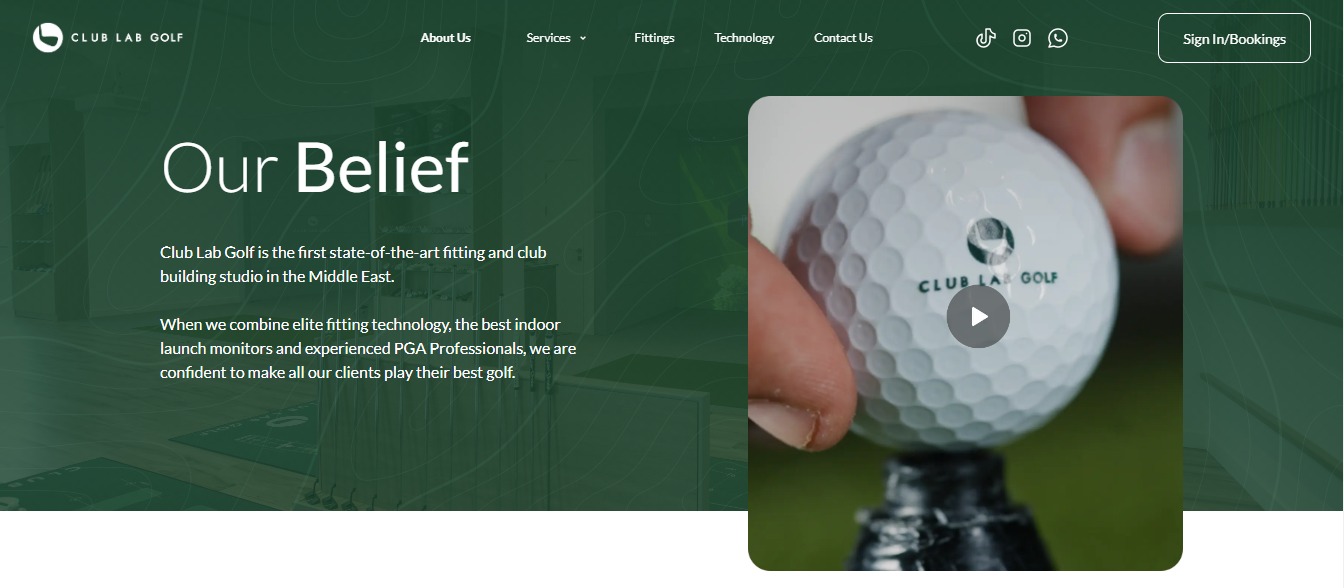 CLUB LAB GOLF
About Us
Services
Fittings
Technology
Contact Us
Sign In/Bookings
Our Belief
Club Lab Golf is the first state-of-the-art fitting and club
building studio in the Middle East.
When we combine elite fitting technology, the best indoor
launch monitors and experienced PGA Professionals, we are
confident to make all our clients play their best golf.
CLUB LAB GOLF